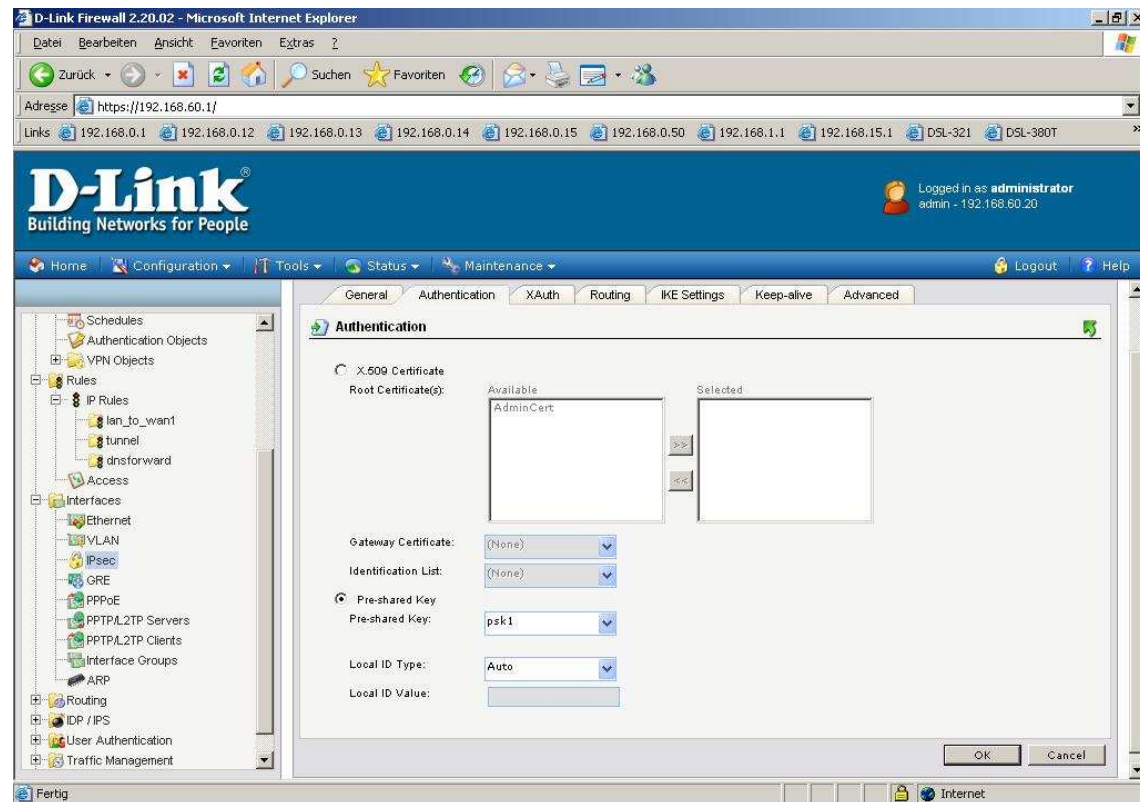 D-Link Firewall 2.20.02 - Microsoft Internet Explorer
Datei Bearbeiten Ansicht Favoriten Extras ?
Zurück Suchen Favoriten
Adresse https://192.168.60.1/
Links 192.168.0.1 192.168.0.12 192.168.0.13 192.168.0.14 192.168.0.15 192.168.0.50 192.168.1.1 192.168.15.1 DSL-321 DSL-380T »
D-Link®
Building Networks for People
Logged in as administrator
admin - 192.168.60.20
Home Configuration Tools Status Maintenance Logout Help
General Authentication XAuth Routing IKE Settings Keep-alive Advanced
Schedules
Authentication Objects
VPN Objects
Rules
IP Rules
lan_to_wan1
tunnel
dnsforward
Access
Interfaces
Ethernet
VLAN
IPsec
GRE
PPPoE
PPTP/L2TP Servers
PPTP/L2TP Clients
Interface Groups
ARP
Routing
IDP / IPS
User Authentication
Traffic Management
Authentication
X.509 Certificate
Root Certificate(s): Available Selected
AdminCert
>>
<<
Gateway Certificate: (None)
Identification List: (None)
Pre-shared Key
Pre-shared Key: psk1
Local ID Type: Auto
Local ID Value:
OK Cancel
Fertig Internet